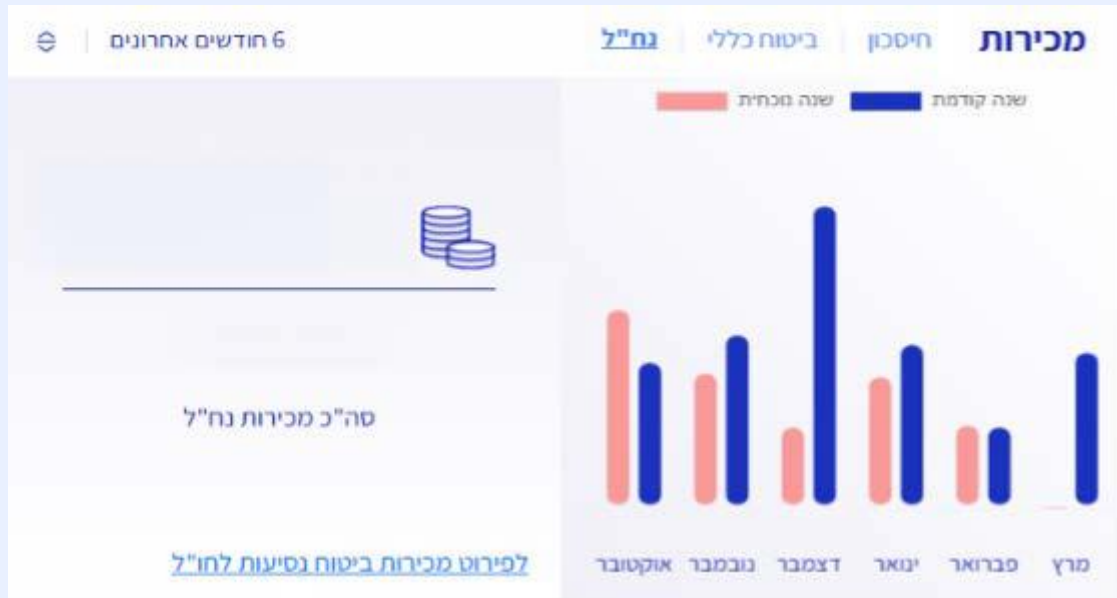 מכירות חיסכון ביטוח כללי נח"ל
6 חודשים אחרונים
שנה קודמת שנה נוכחית
מרץ פברואר ינואר דצמבר נובמבר אוקטובר
סה"כ מכירות נח"ל
לפירוט מכירות ביטוח נסיעות לחו"ל